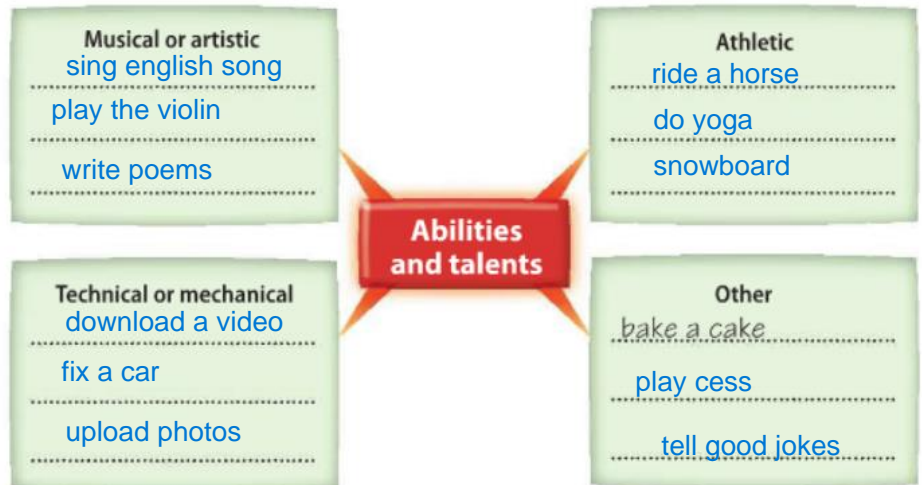 Musical or artistic
sing english song
play the violin
write poems
Athletic
ride a horse
do yoga
snowboard
Abilities
and talents
Technical or mechanical
download a video
fix a car
upload photos
Other
bake a cake
play cess
tell good jokes